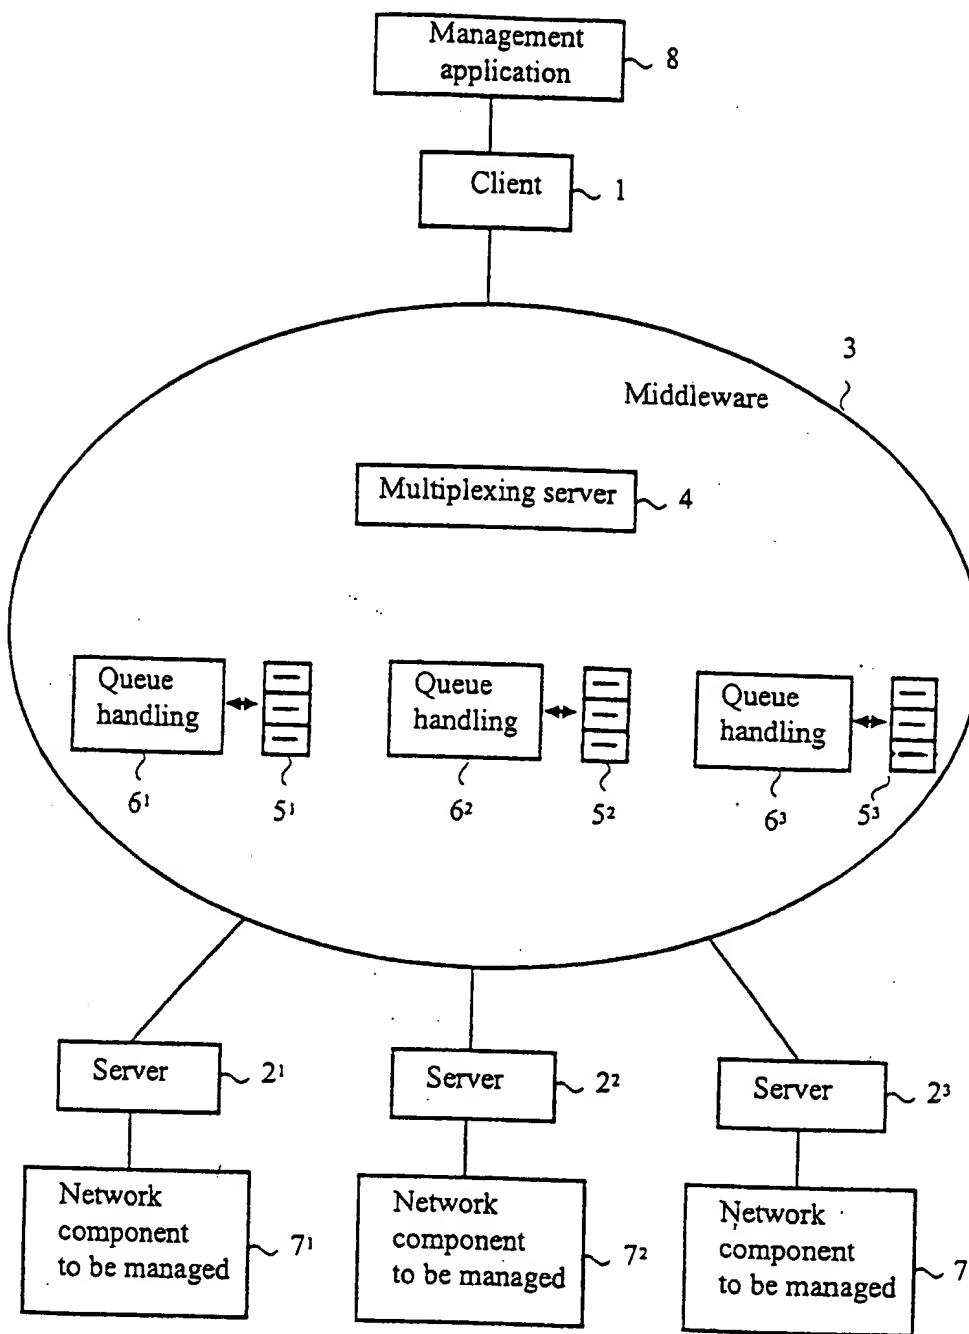 Management
application
8
Client
1
3
Middleware
Multiplexing server
4
Queue
handling
Queue
handling
Queue
handling
6¹
5¹
6²
5²
6³
5³
Server
2¹
Server
2²
Server
2³
Network
component
to be managed
7¹
Network
component
to be managed
7²
Network
component
to be managed
7